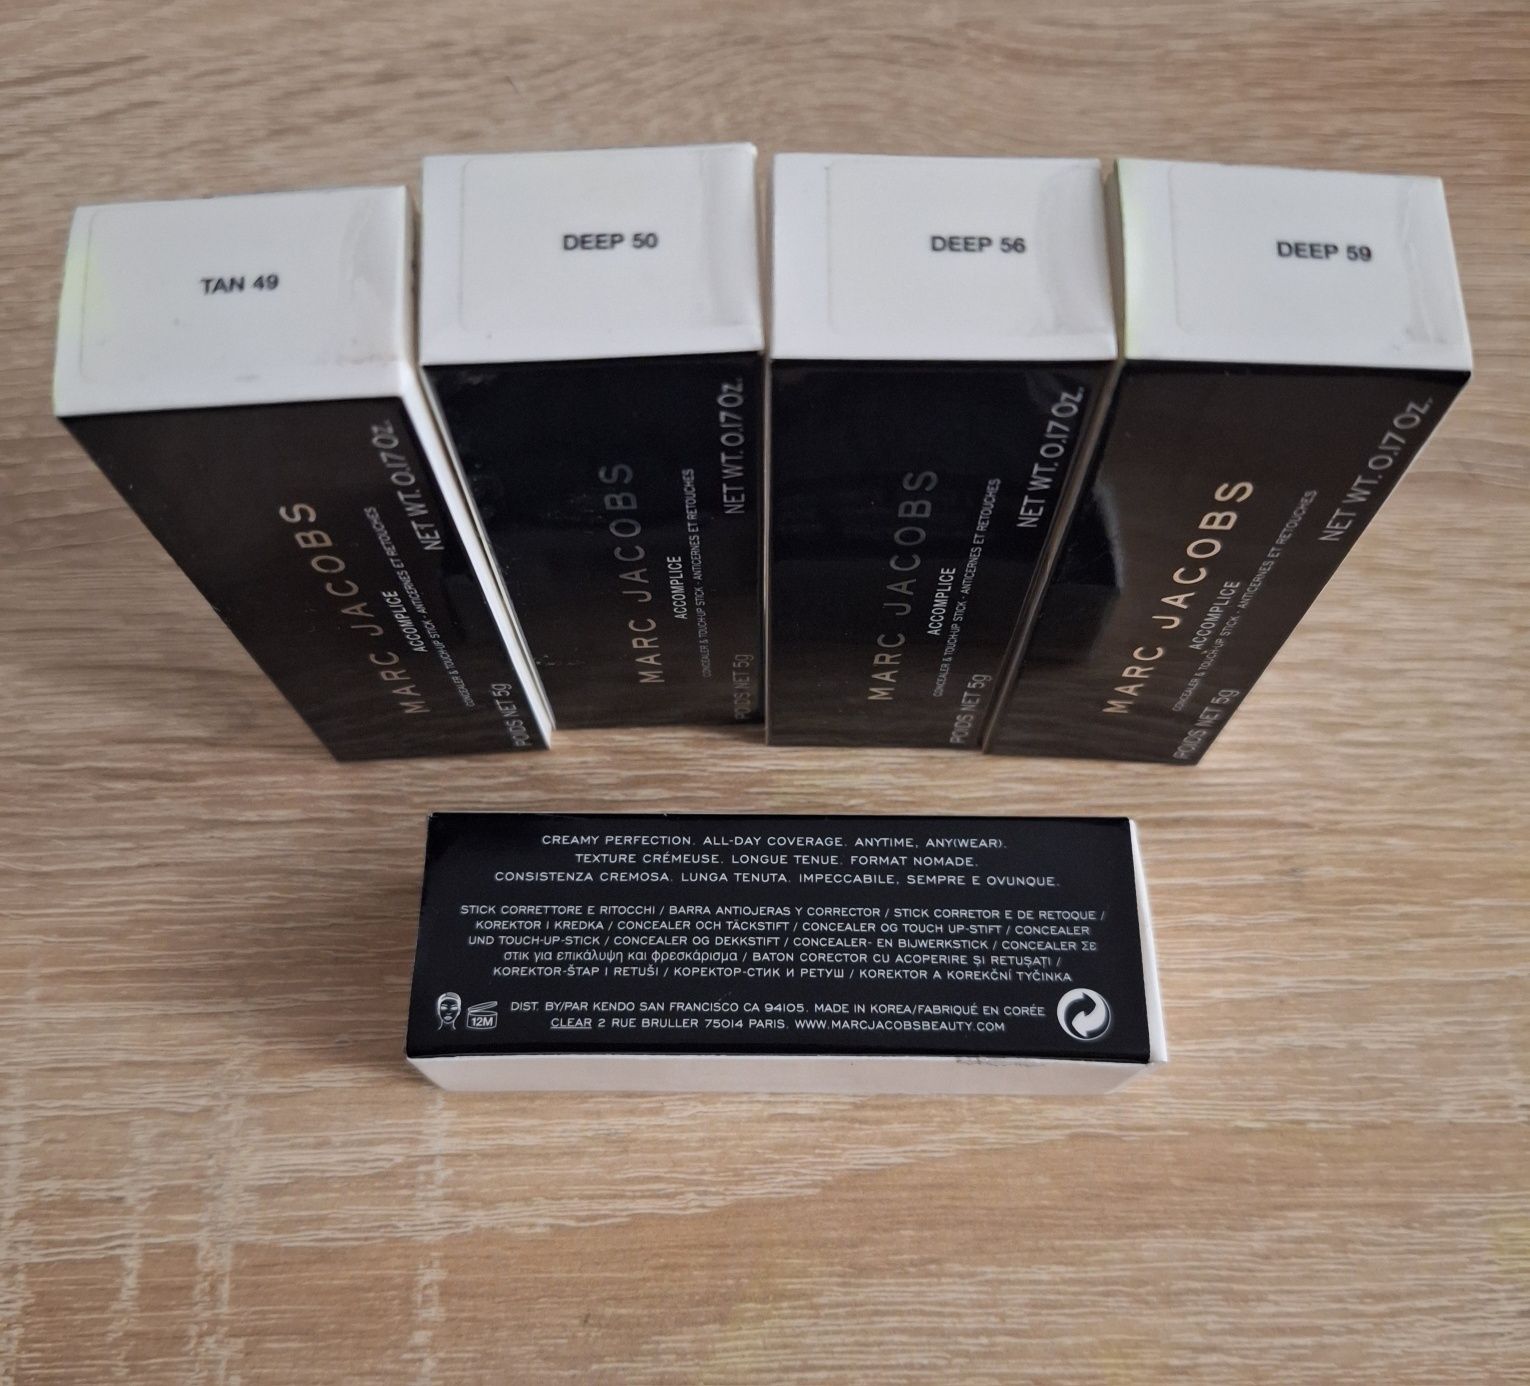 TAN 49
DEEP 50
DEEP 56
DEEP 59
MARC JACOBS
ACCOMPLICE
CONCEALER & TOUCH-UP STICK · ANTICERNES ET RETOUCHES
POIDS NET 5g NET WT. 0.17 Oz.
MARC JACOBS
ACCOMPLICE
CONCEALER & TOUCH-UP STICK · ANTICERNES ET RETOUCHES
POIDS NET 5g NET WT. 0.17 Oz.
MARC JACOBS
ACCOMPLICE
CONCEALER & TOUCH-UP STICK · ANTICERNES ET RETOUCHES
POIDS NET 5g NET WT. 0.17 Oz.
MARC JACOBS
ACCOMPLICE
CONCEALER & TOUCH-UP STICK · ANTICERNES ET RETOUCHES
POIDS NET 5g NET WT. 0.17 Oz.
CREAMY PERFECTION. ALL-DAY COVERAGE. ANYTIME, ANY(WEAR).
TEXTURE CRÉMEUSE. LONGUE TENUE. FORMAT NOMADE.
CONSISTENZA CREMOSA. LUNGA TENUTA. IMPECCABILE, SEMPRE E OVUNQUE.
STICK CORRETTORE E RITOCCHI / BARRA ANTIOJERAS Y CORRECTOR / STICK CORRETOR E DE RETOQUE /
KOREKTOR I KREDKA / CONCEALER OCH TÄCKSTIFT / CONCEALER OG TOUCH UP-STIFT / CONCEALER
UND TOUCH-UP-STICK / CONCEALER OG DEKKSTIFT / CONCEALER- EN BIJWERKSTICK / CONCEALER ΣΕ
στικ για επικάλυψη και φρεσκάρισμα / BATON CORECTOR CU ACOPERIRE ȘI RETUȘAȚI /
KOREKTOR-ŠTAP I RETUŠI / КОРЕКТОР-СТИК И РЕТУШ / KOREKTOR A KOREKČNÍ TYČINKA
12M
DIST. BY/PAR KENDO SAN FRANCISCO CA 94105. MADE IN KOREA/FABRIQUÉ EN CORÉE
CLEAR 2 RUE BRULLER 75014 PARIS. WWW.MARCJACOBSBEAUTY.COM